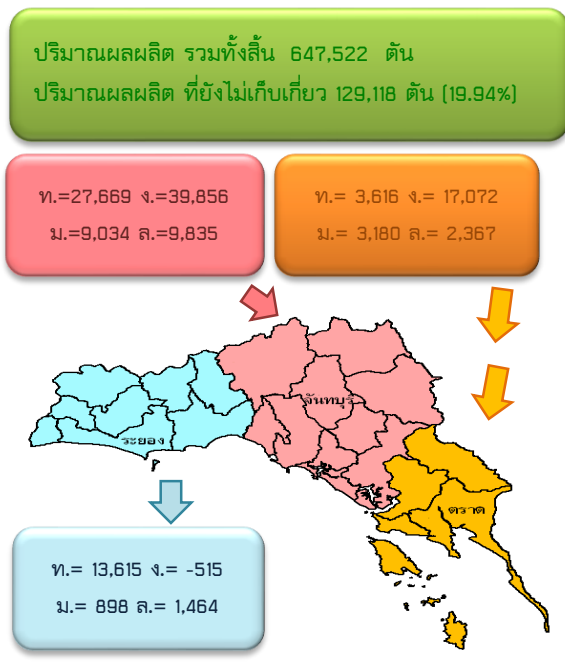 ปริมาณผลผลิต รวมทั้งสิ้น 647,522 ตัน
ปริมาณผลผลิต ที่ยังไม่เก็บเกี่ยว 129,118 ตัน (19.94%)
ท.=27,669 ง.=39,856
ม.=9,034 ล.=9,835
ท.= 3,616 ง.= 17,072
ม.= 3,180 ล.= 2,367
จันทบุรี
ระยอง
ตราด
ท.= 13,615 ง.= -515
ม.= 898 ล.= 1,464